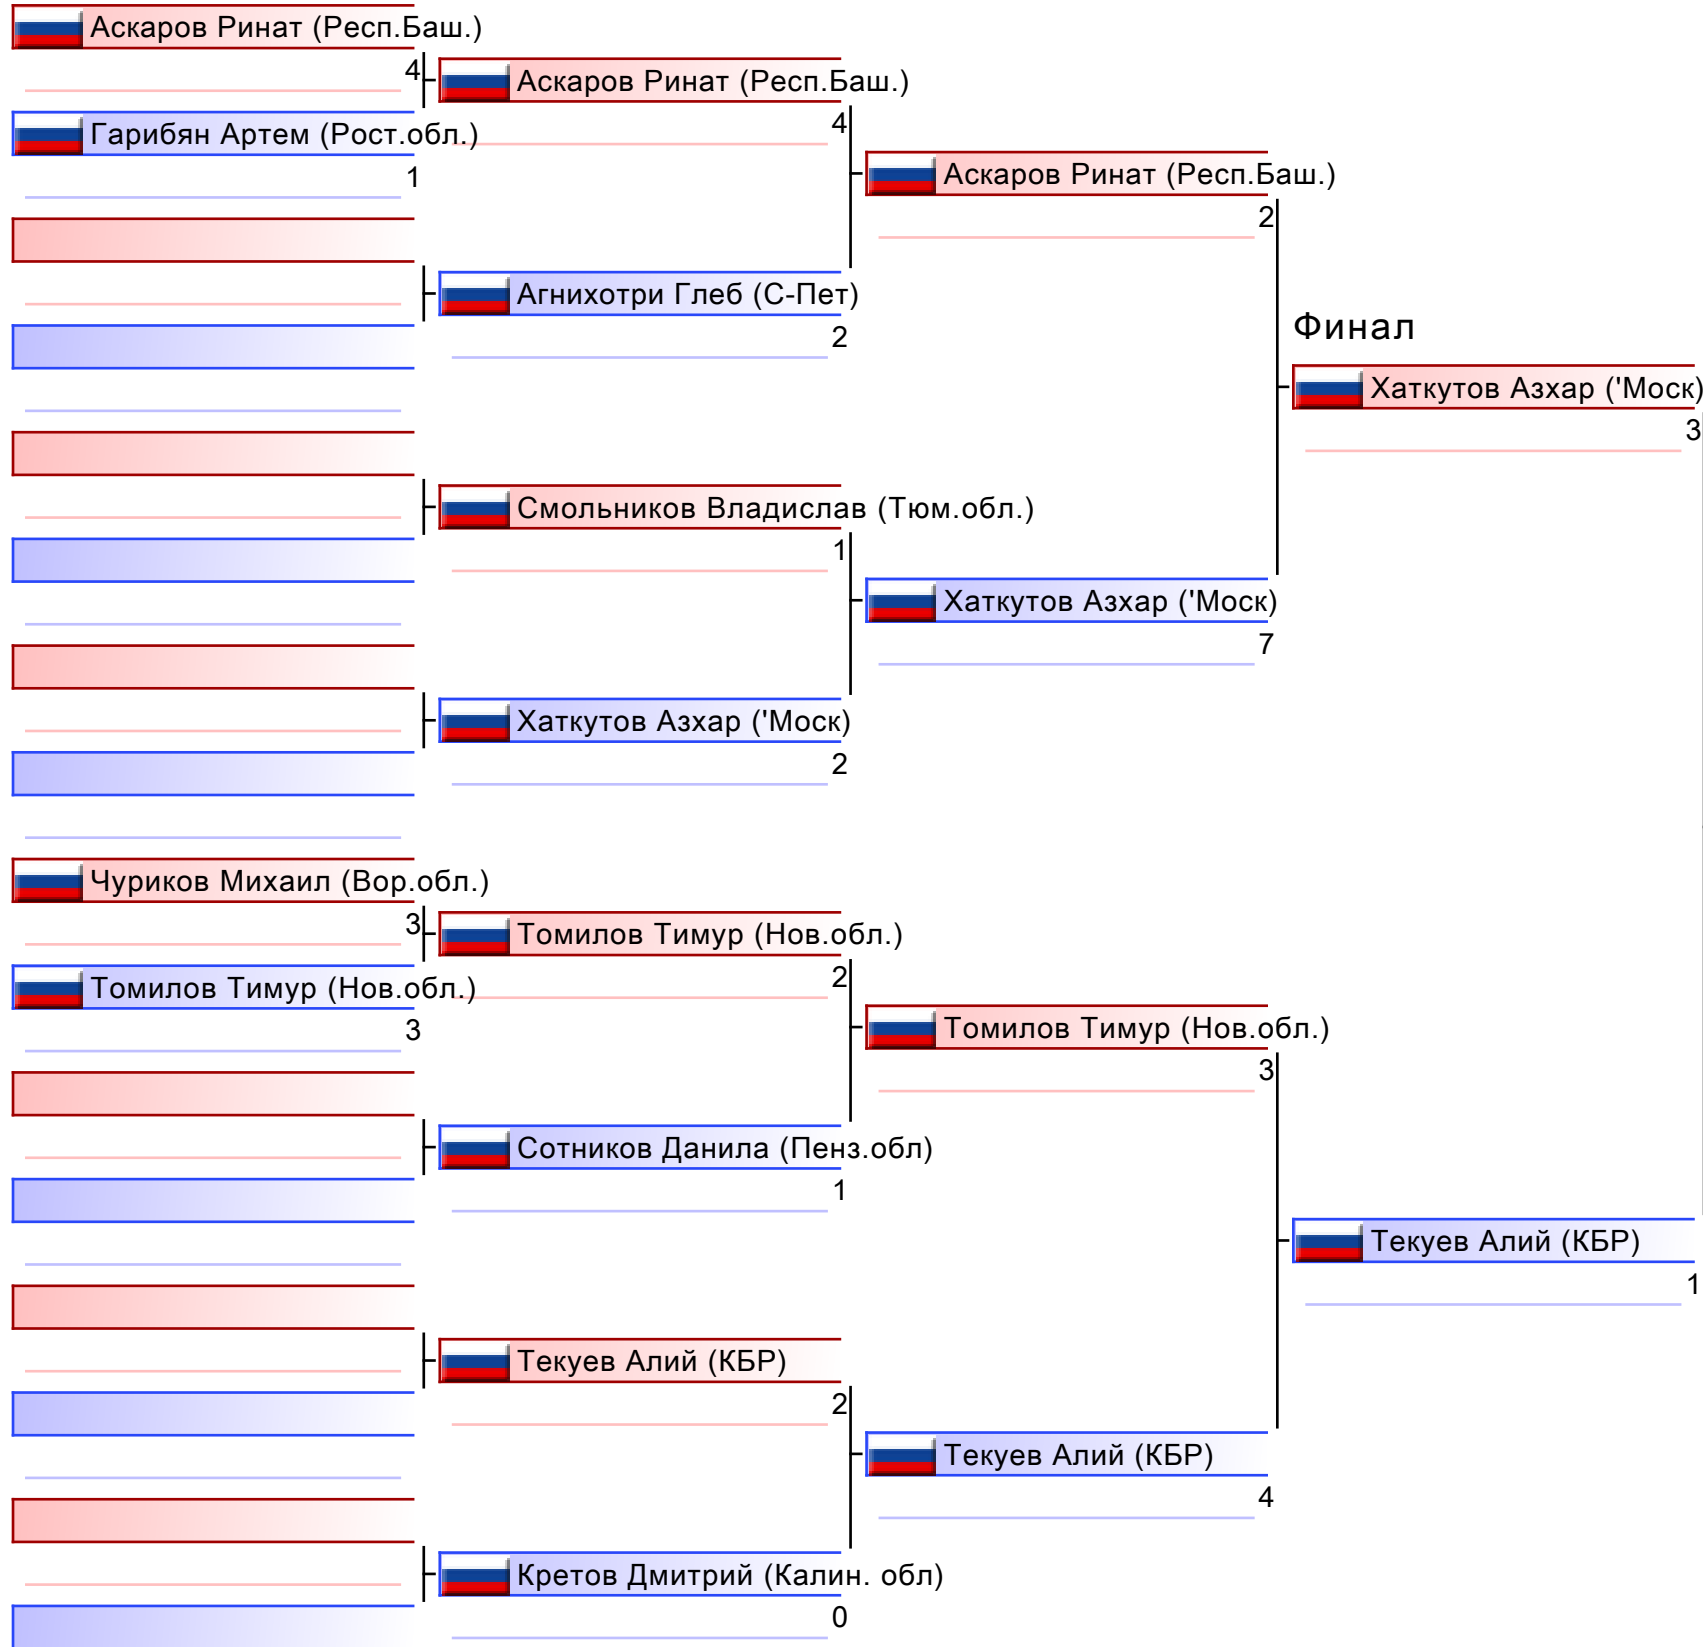 Аскаров Ринат (Респ.Баш.)
4
Гарибян Артем (Рост.обл.)
1
Чуриков Михаил (Вор.обл.)
3
Томилов Тимур (Нов.обл.)
3
Аскаров Ринат (Респ.Баш.)
4
Агнихотри Глеб (С-Пет)
2
Смольников Владислав (Тюм.обл.)
1
Хаткутов Азхар ('Моск)
2
Томилов Тимур (Нов.обл.)
2
Сотников Данила (Пенз.обл)
1
Текуев Алий (КБР)
2
Кретов Дмитрий (Калин. обл)
0
Аскаров Ринат (Респ.Баш.)
2
Хаткутов Азхар ('Моск)
7
Томилов Тимур (Нов.обл.)
3
Текуев Алий (КБР)
4
Финал
Хаткутов Азхар ('Моск)
3
Текуев Алий (КБР)
1